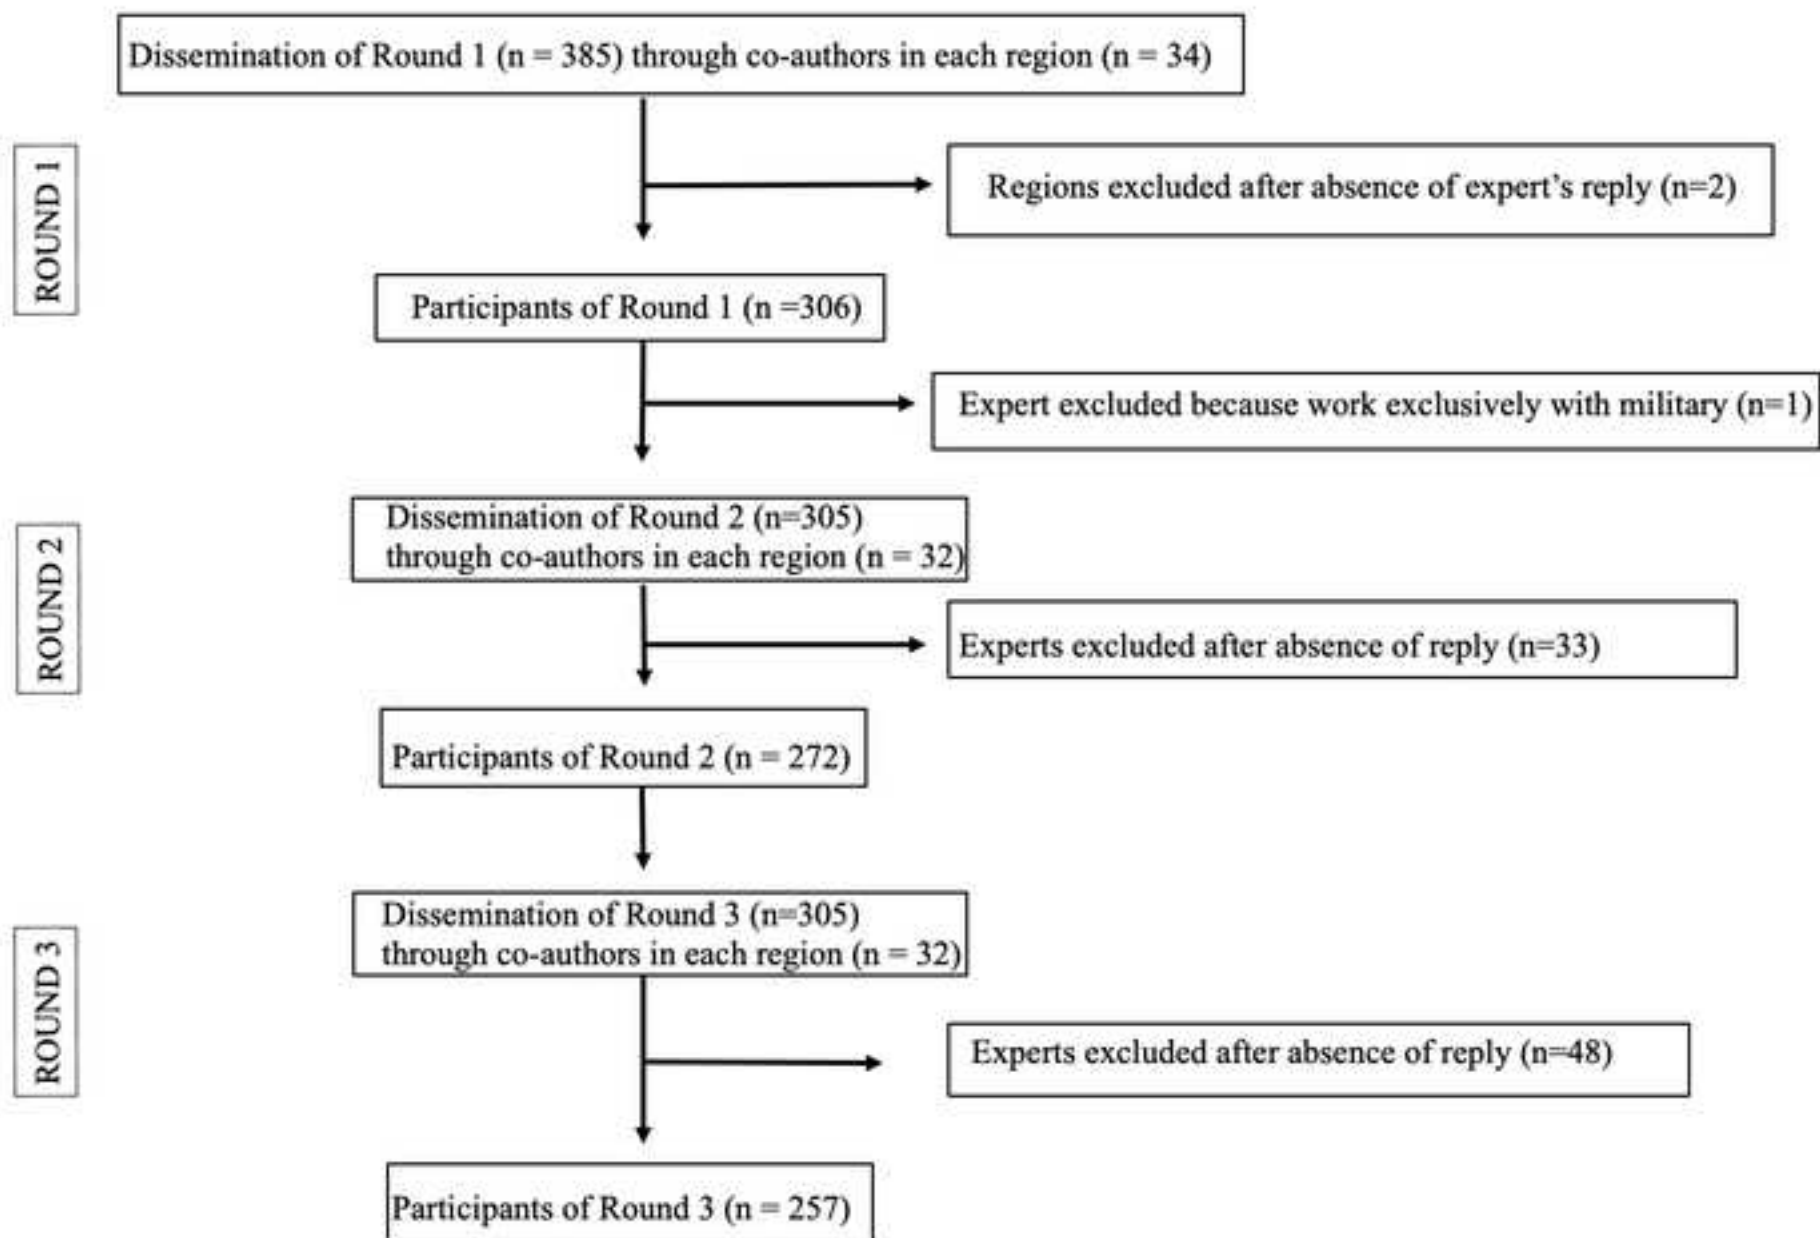 Dissemination of Round 1 (n = 385) through co-authors in each region (n = 34)
ROUND 1
Regions excluded after absence of expert’s reply (n=2)
Participants of Round 1 (n =306)
Expert excluded because work exclusively with military (n=1)
ROUND 2
Dissemination of Round 2 (n=305)
through co-authors in each region (n = 32)
Experts excluded after absence of reply (n=33)
Participants of Round 2 (n = 272)
ROUND 3
Dissemination of Round 3 (n=305)
through co-authors in each region (n = 32)
Experts excluded after absence of reply (n=48)
Participants of Round 3 (n = 257)